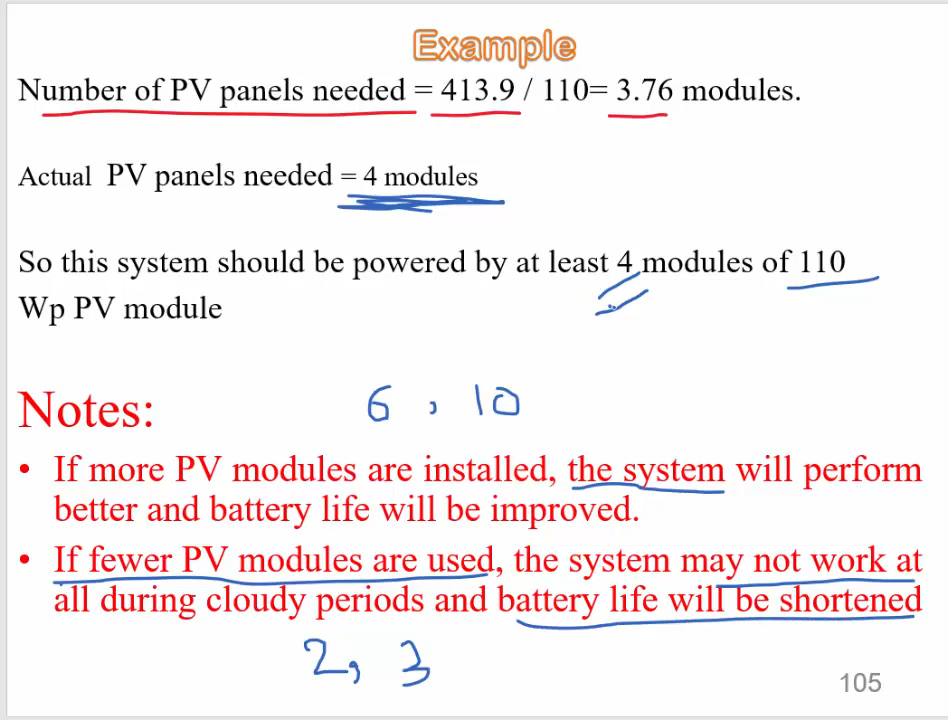 Example
Number of PV panels needed = 413.9 / 110= 3.76 modules.
Actual PV panels needed = 4 modules
So this system should be powered by at least 4 modules of 110
Wp PV module
Notes:
6 , 10
• If more PV modules are installed, the system will perform
better and battery life will be improved.
• If fewer PV modules are used, the system may not work at
all during cloudy periods and battery life will be shortened
2, 3
105